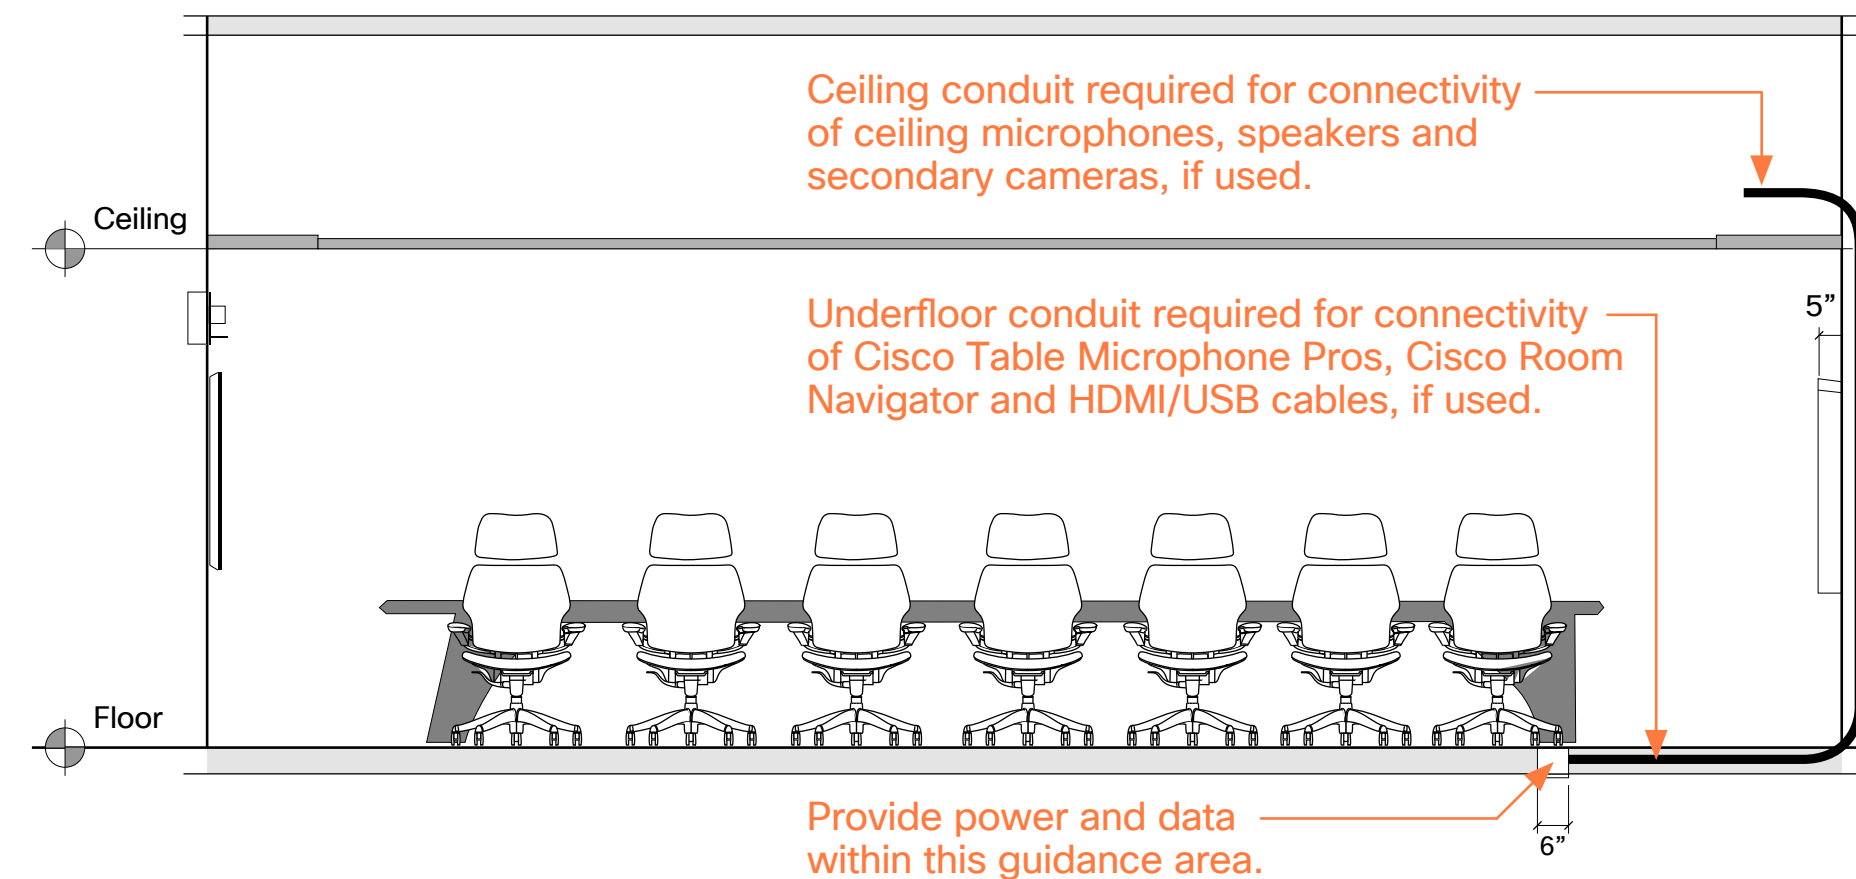 Ceiling conduit required for connectivity
of ceiling microphones, speakers and
secondary cameras, if used.
Ceiling
5”
Underfloor conduit required for connectivity
of Cisco Table Microphone Pros, Cisco Room
Navigator and HDMI/USB cables, if used.
Floor
Provide power and data
within this guidance area.
6”